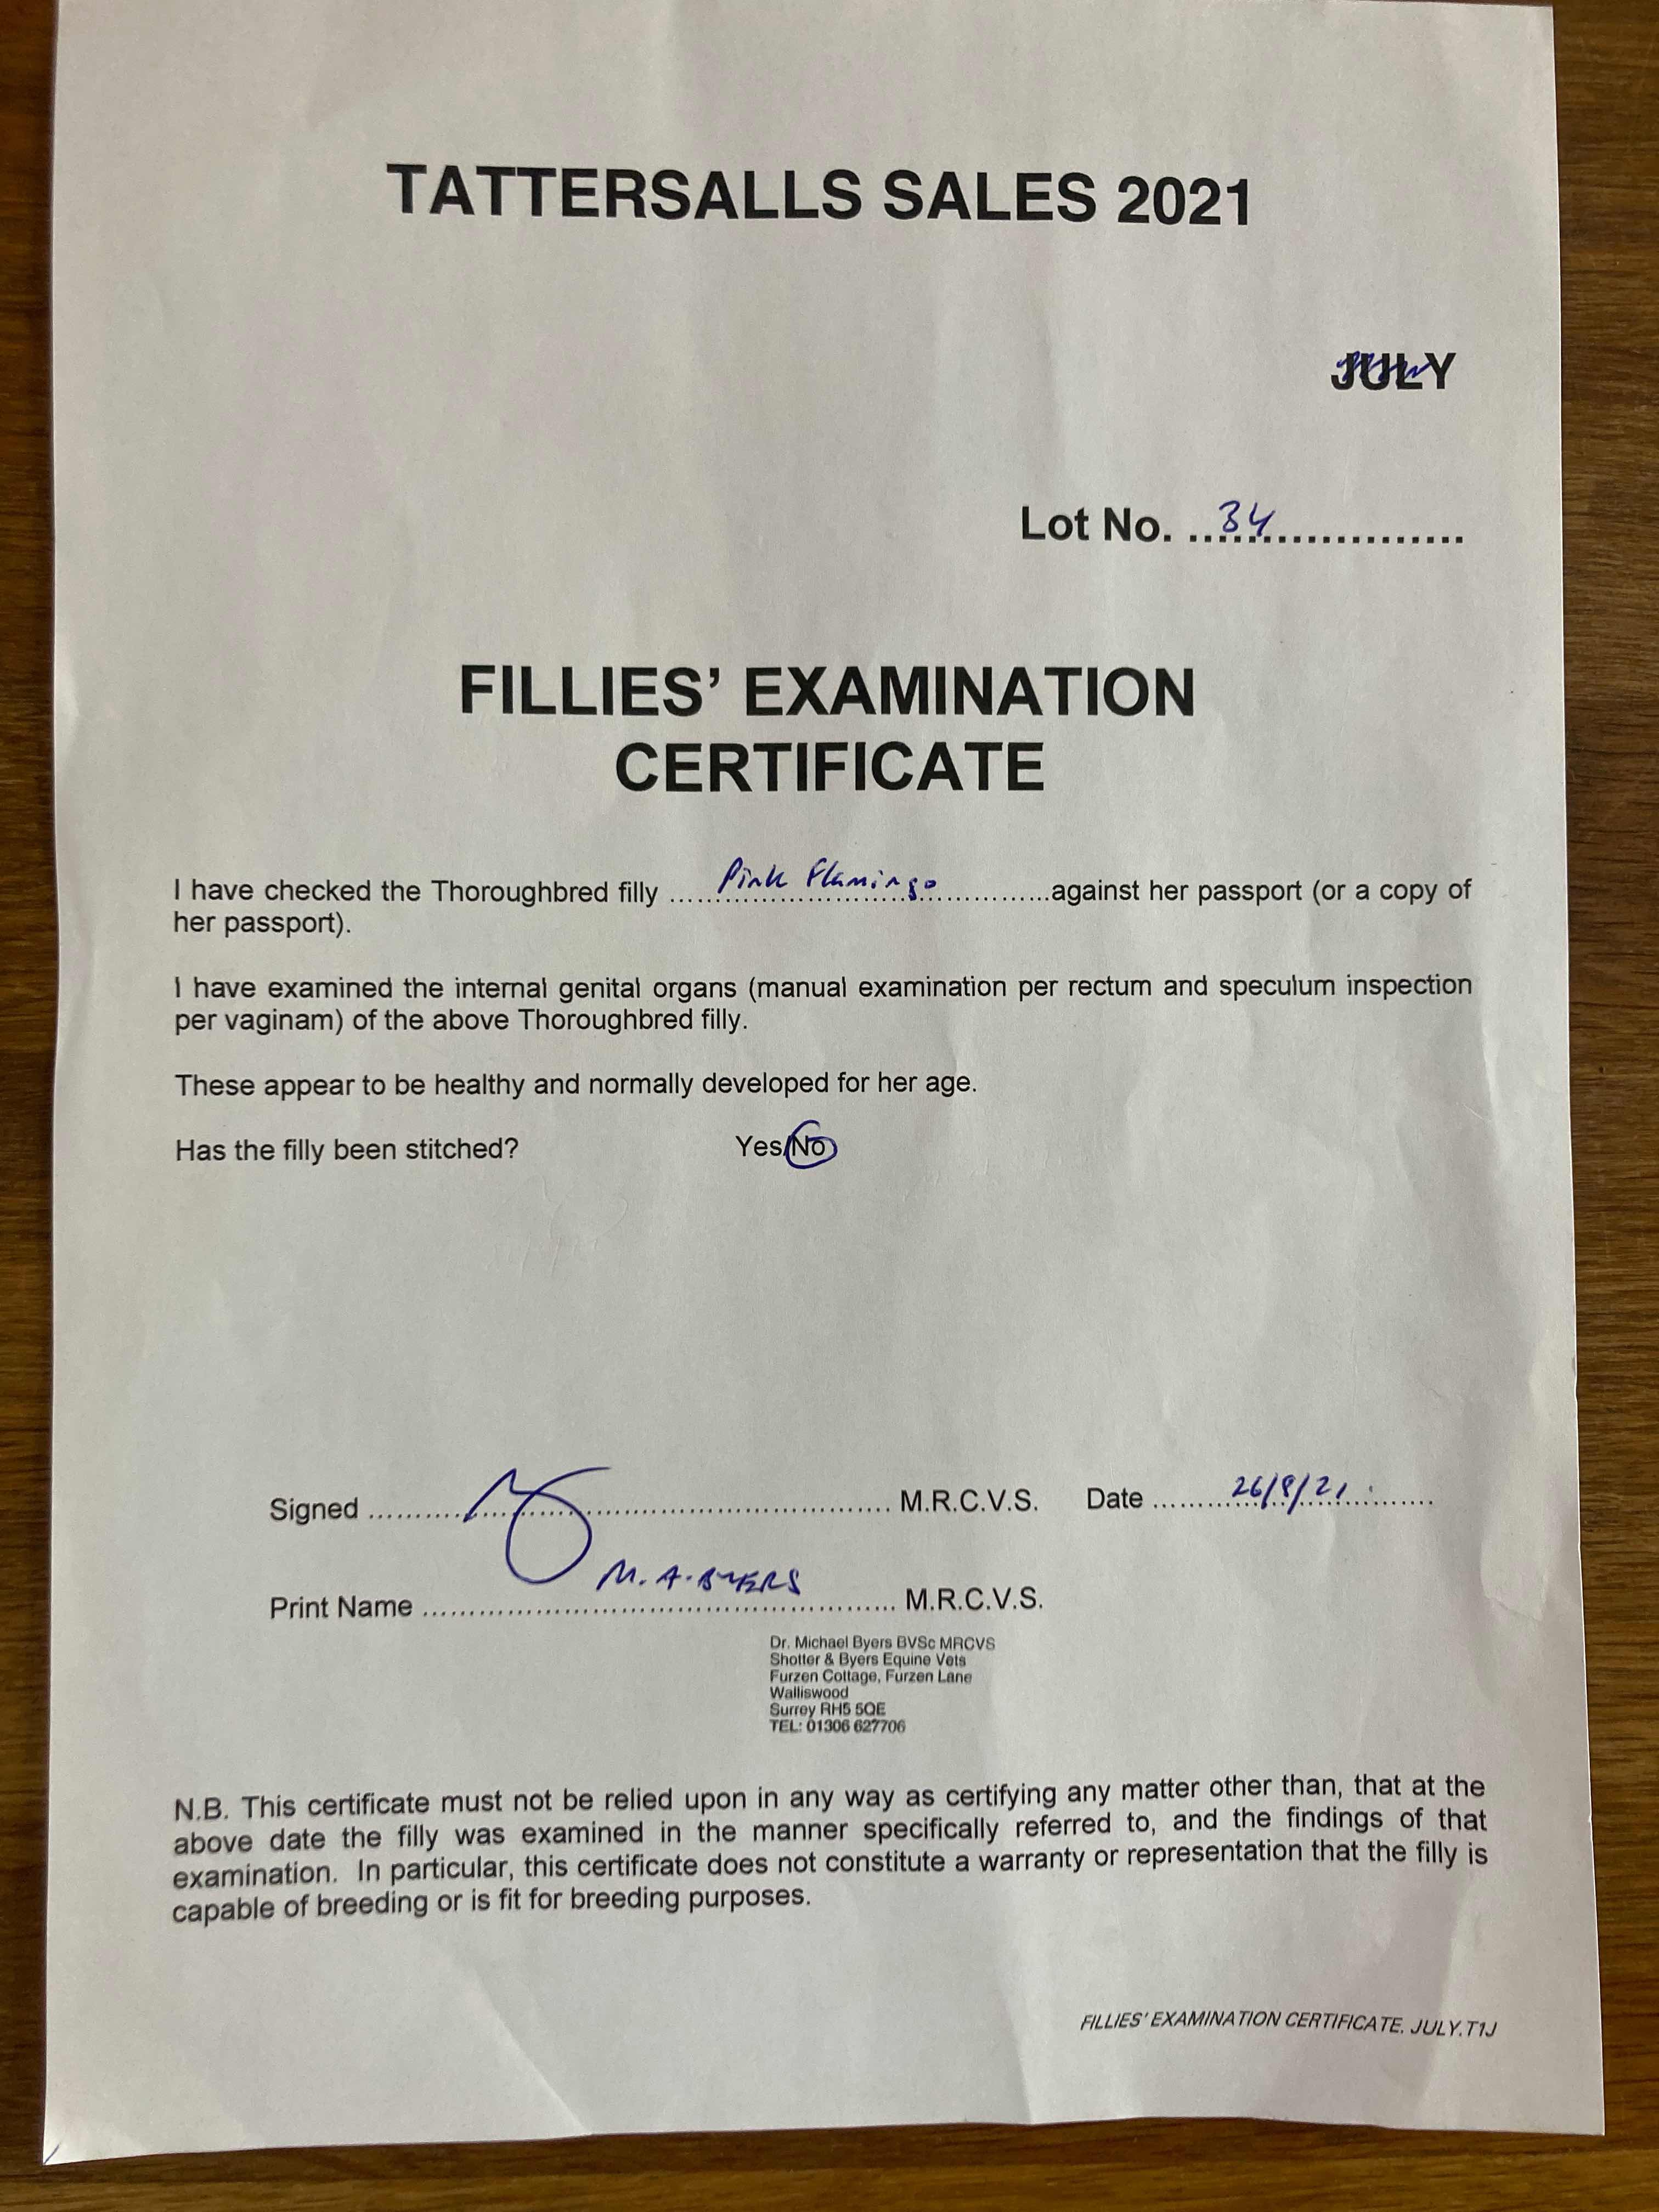 TATTERSALLS SALES 2021
JULY
Lot No. ..34....................
FILLIES’ EXAMINATION
CERTIFICATE
I have checked the Thoroughbred filly ......Pink Flamingo...............against her passport (or a copy of
her passport).
I have examined the internal genital organs (manual examination per rectum and speculum inspection
per vaginam) of the above Thoroughbred filly.
These appear to be healthy and normally developed for her age.
Has the filly been stitched? Yes/No
Signed .................................................................. M.R.C.V.S. Date ..........26/8/21...........
M. A. BYERS
Print Name ............................................................ M.R.C.V.S.
Dr. Michael Byers BVSc MRCVS
Shotter & Byers Equine Vets
Furzen Cottage, Furzen Lane
Walliswood
Surrey RH5 5QE
TEL: 01306 627706
N.B. This certificate must not be relied upon in any way as certifying any matter other than, that at the
above date the filly was examined in the manner specifically referred to, and the findings of that
examination. In particular, this certificate does not constitute a warranty or representation that the filly is
capable of breeding or is fit for breeding purposes.
FILLIES’ EXAMINATION CERTIFICATE. JULY.T1J